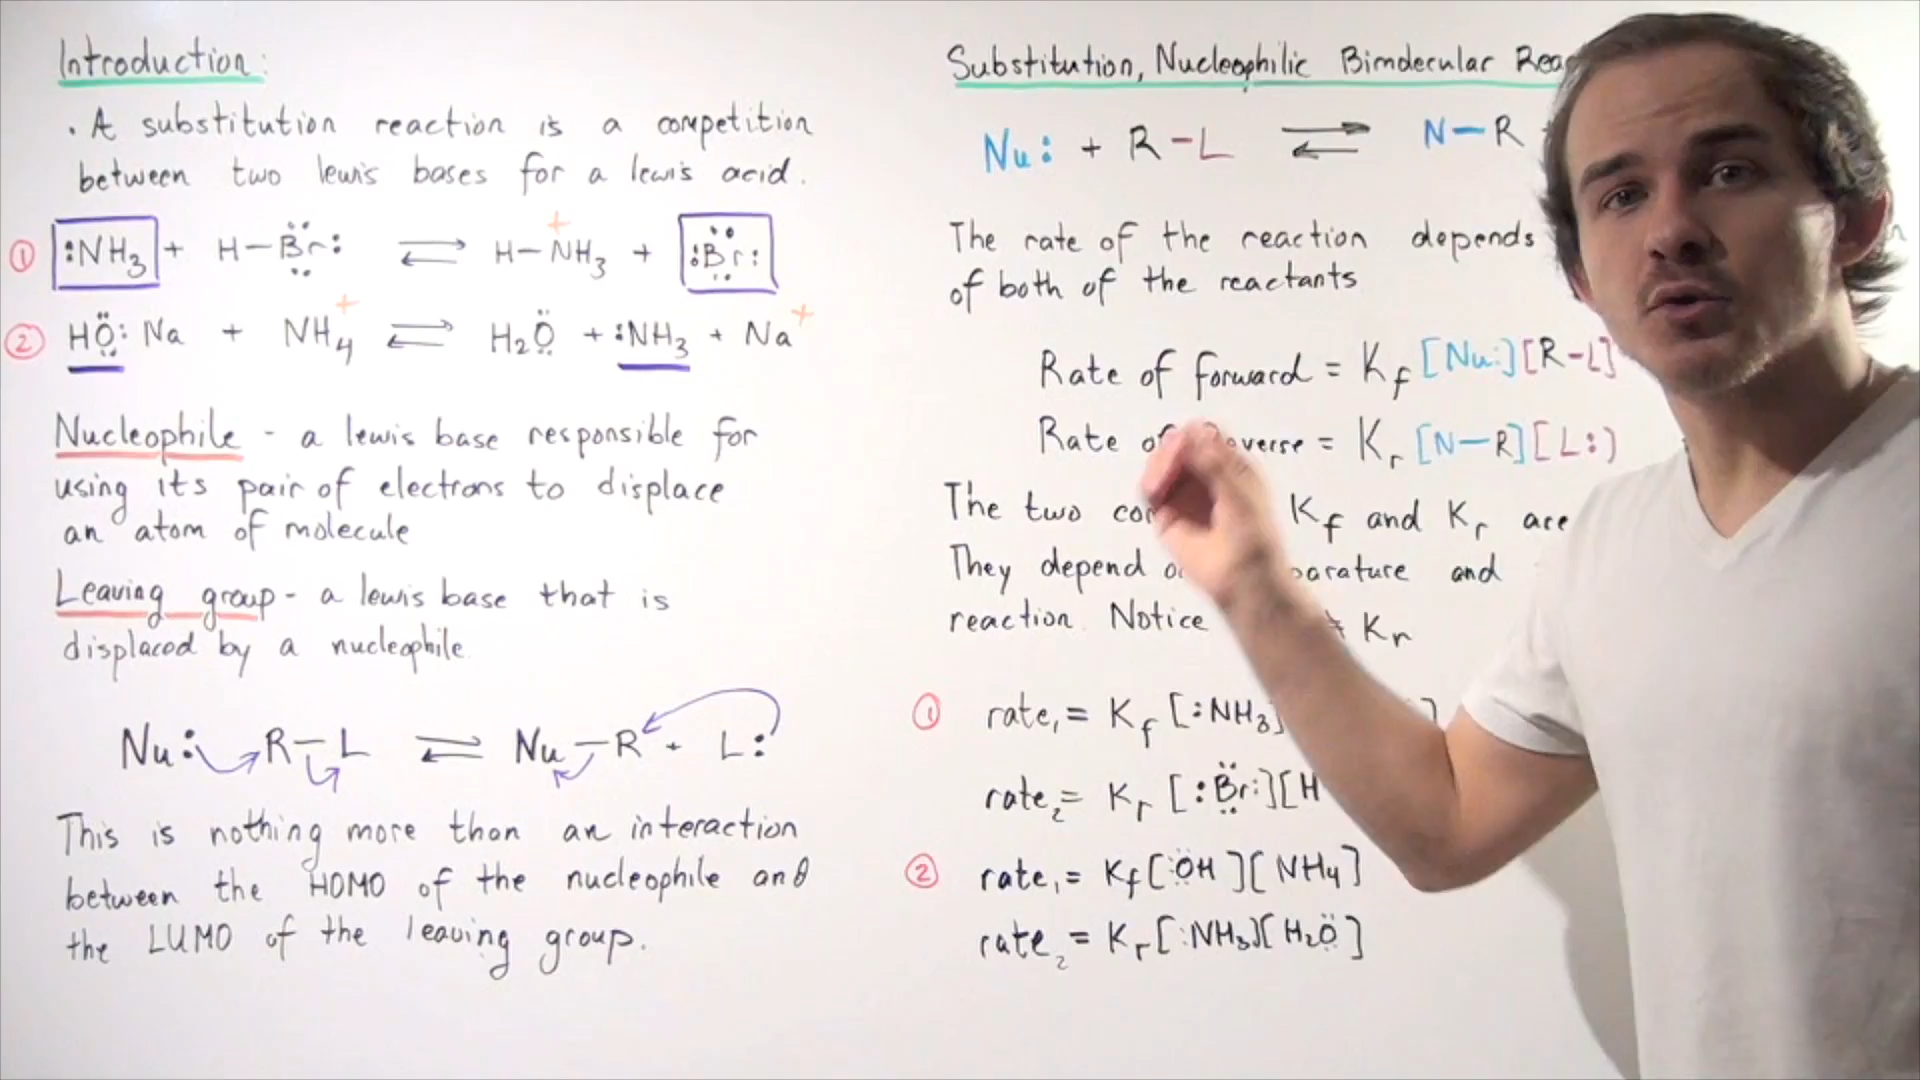 Introduction:
. A substitution reaction is a competition
between two lewis bases for a lewis acid.
① :NH3 + H-Br: ⇌ H-NH3+ + :Br:
② HO: Na + NH4+ ⇌ H2O + :NH3 + Na+
Nucleophile - a lewis base responsible for
using its pair of electrons to displace
an atom of molecule
Leaving group - a lewis base that is
displaced by a nucleophile
Nu: R-L ⇌ Nu-R + L:
This is nothing more than an interaction
between the HOMO of the nucleophile and
the LUMO of the leaving group.
Substitution, Nucleophilic Bimolecular
Nu: + R-L ⇌ N-R
The rate of the reaction depends
of both of the reactants
Rate of forward = Kf [Nu:][R-L]
Rate = Kr [N-R][L:)
The two Kf and Kr are
They depend and
reaction. Notice ≠ Kr
① rate1 = Kf [:NH3]
rate2 = Kr [:Br:][H
② rate1 = Kf[:OH][NH4]
rate2 = Kr[:NH3][H2O]